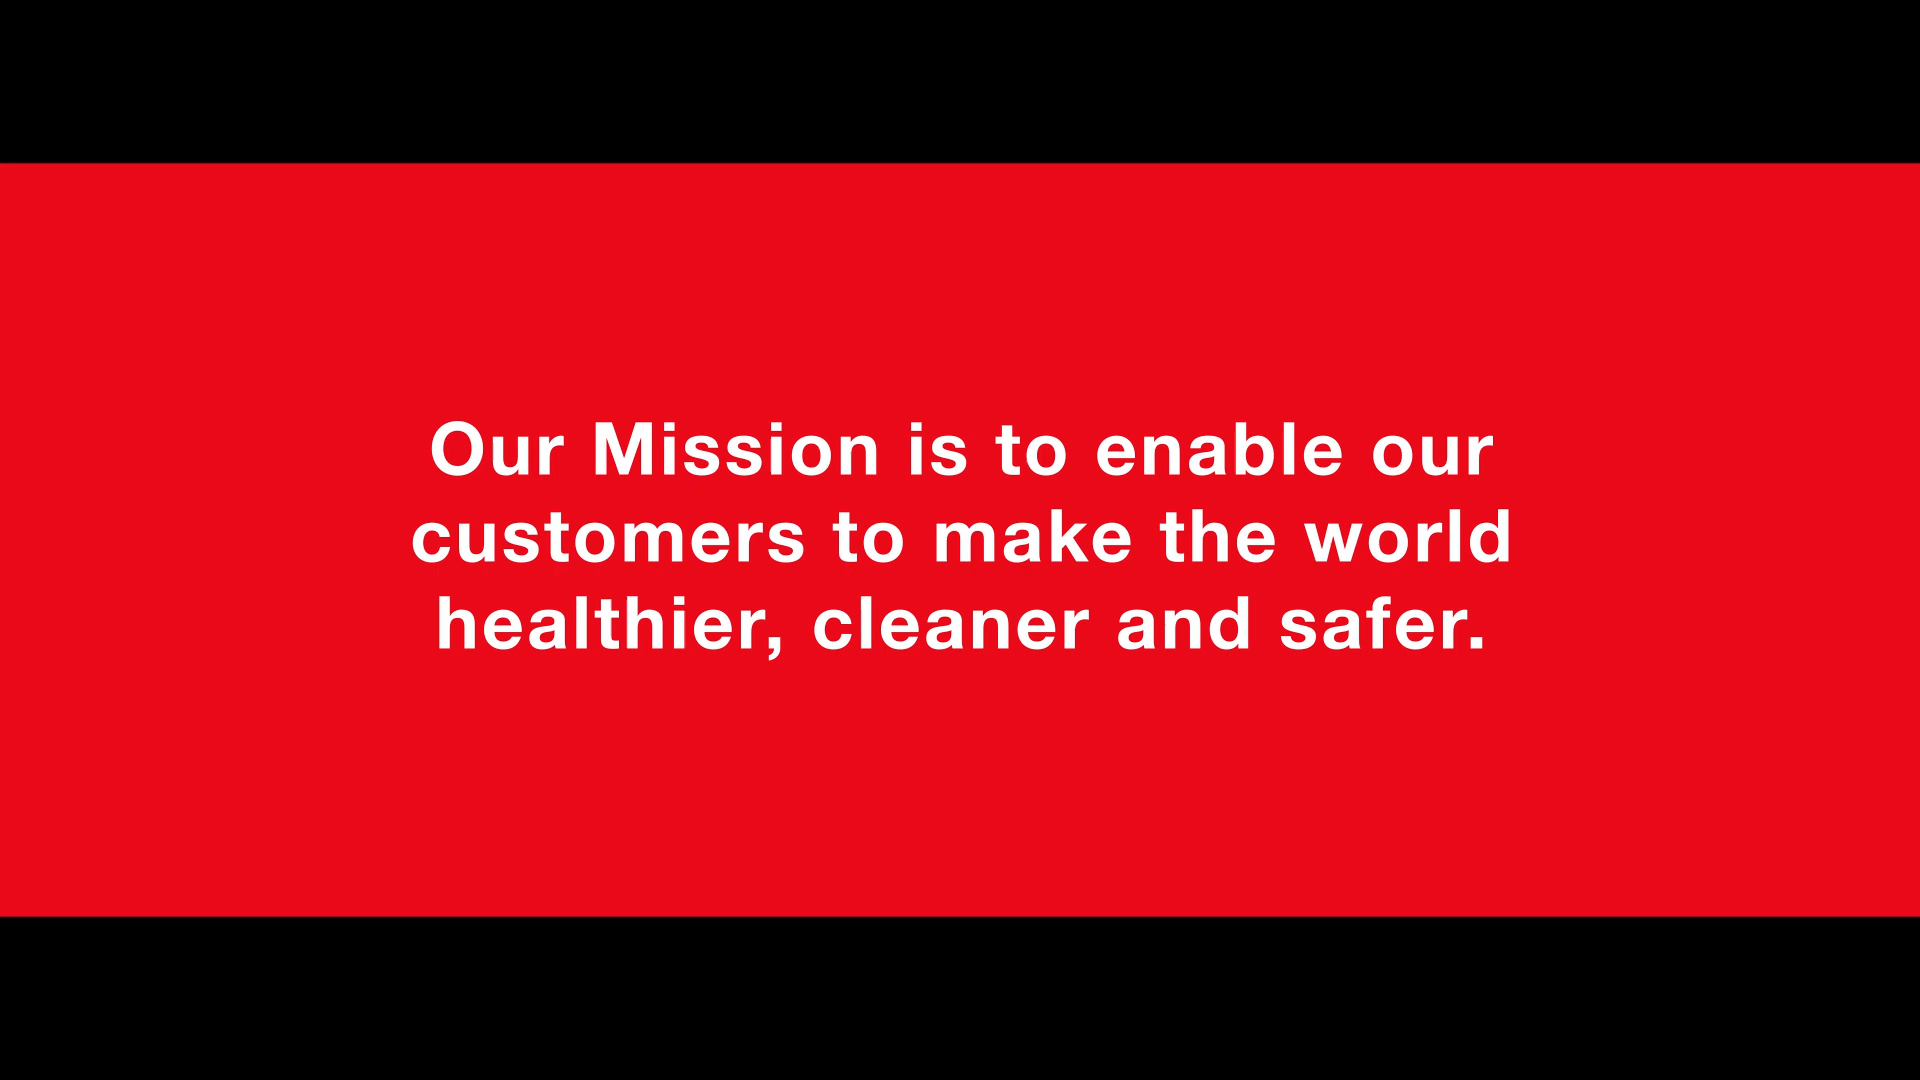 Our Mission is to enable our
customers to make the world
healthier, cleaner and safer.